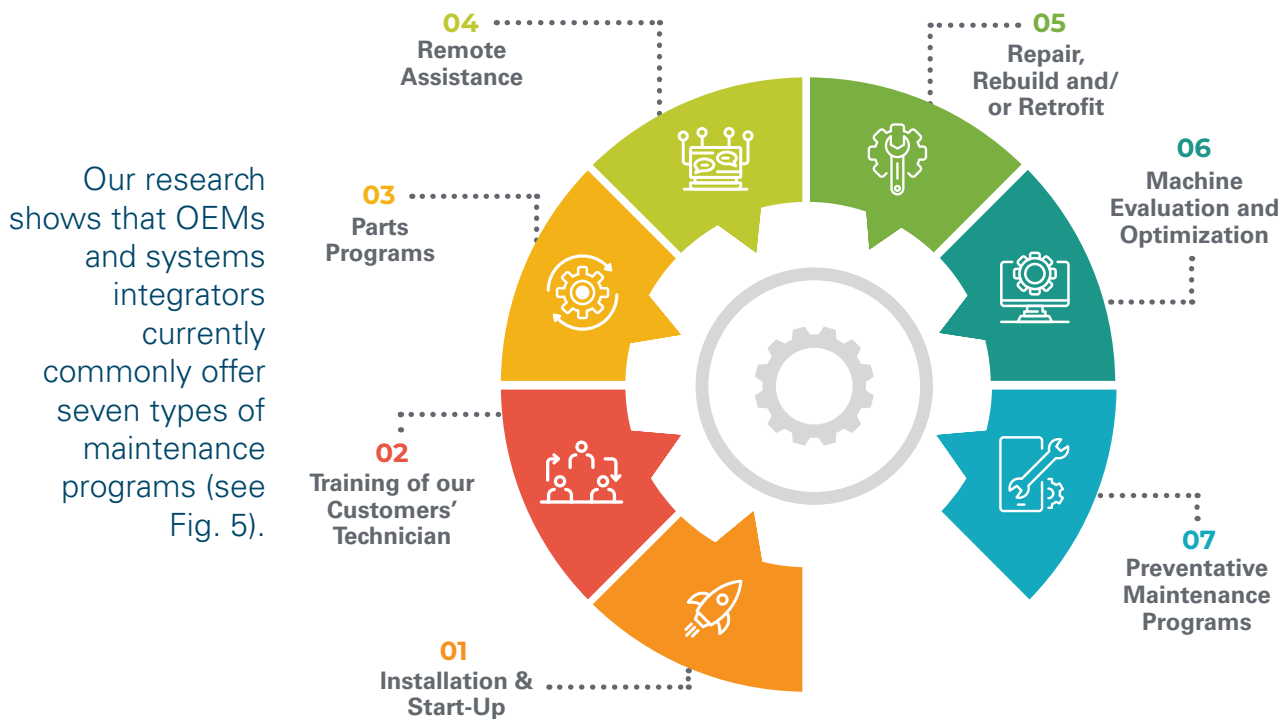 Our research
shows that OEMs
and systems
integrators
currently
commonly offer
seven types of
maintenance
programs (see
Fig. 5).
01
Installation &
Start-Up
02
Training of our
Customers’
Technician
03
Parts
Programs
04
Remote
Assistance
05
Repair,
Rebuild and/
or Retrofit
06
Machine
Evaluation and
Optimization
07
Preventative
Maintenance
Programs